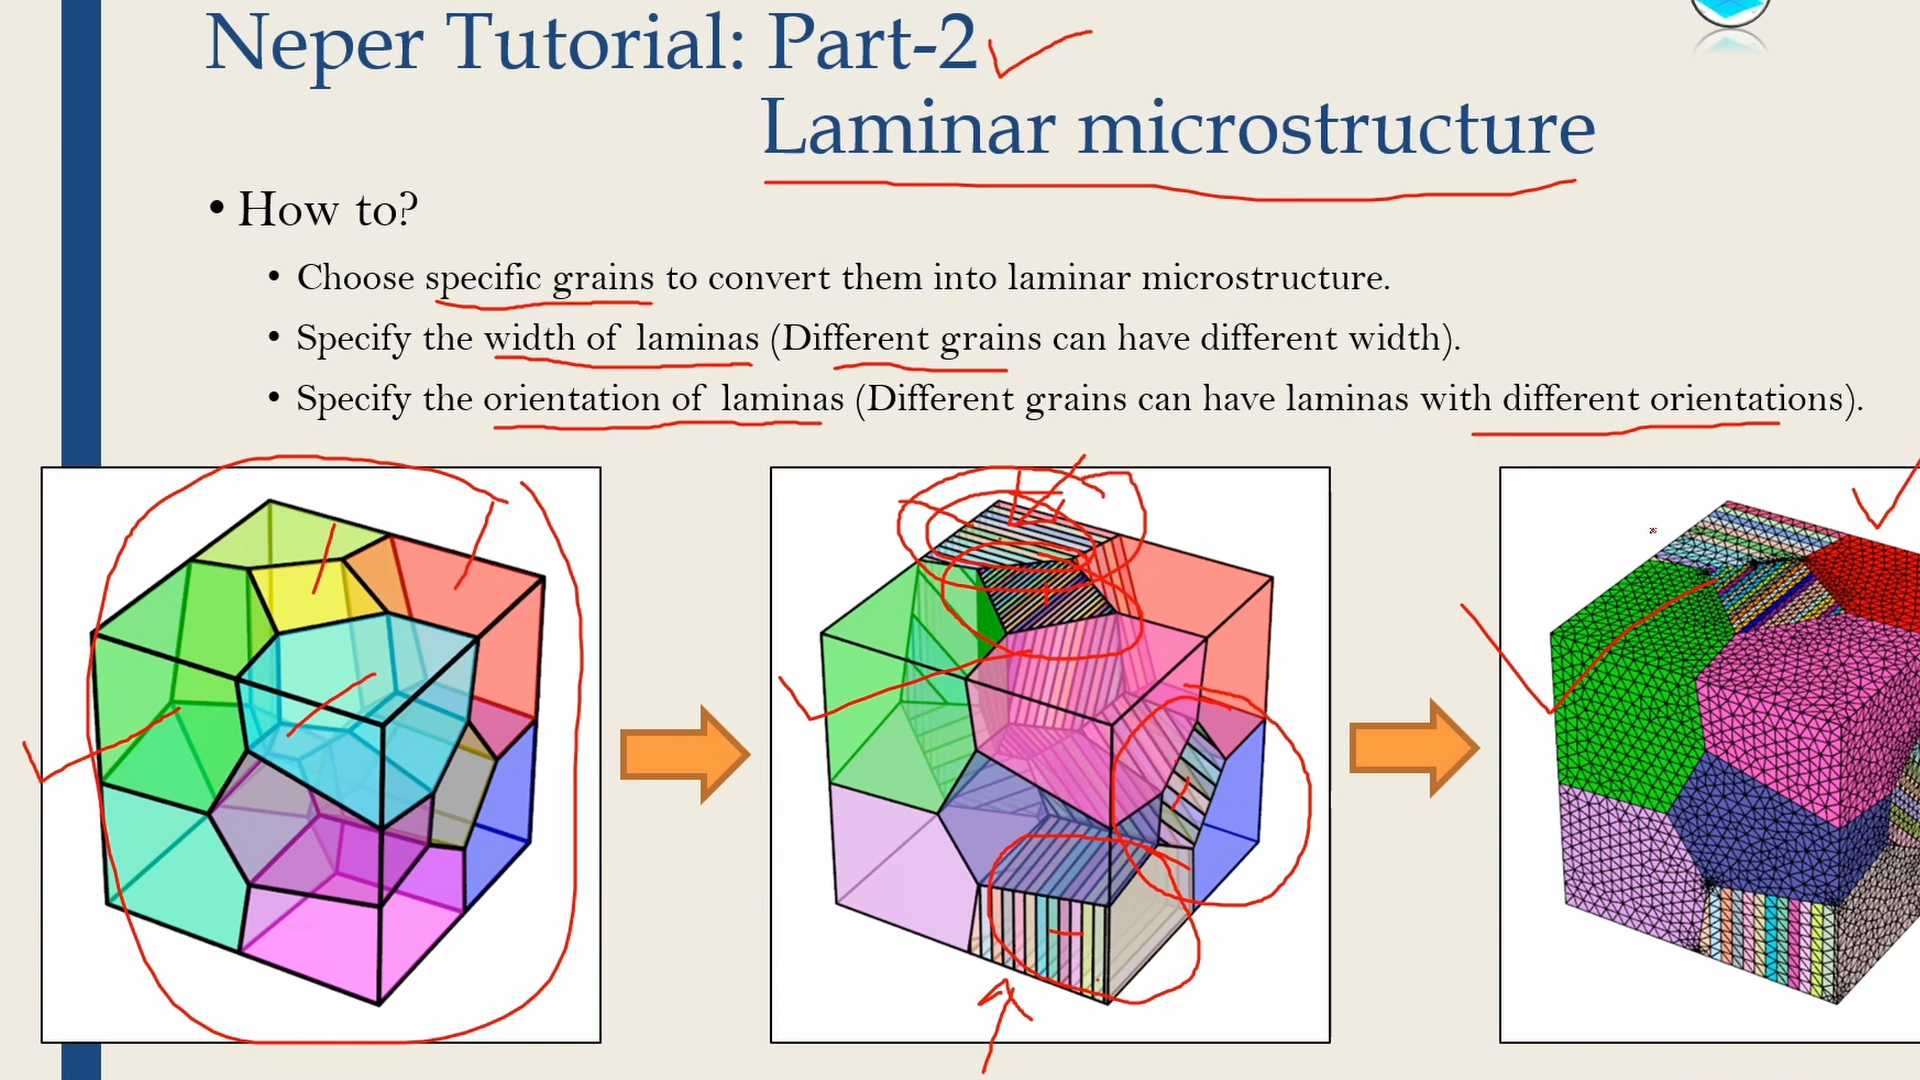 Neper Tutorial: Part-2
Laminar microstructure
• How to?
• Choose specific grains to convert them into laminar microstructure.
• Specify the width of laminas (Different grains can have different width).
• Specify the orientation of laminas (Different grains can have laminas with different orientations).